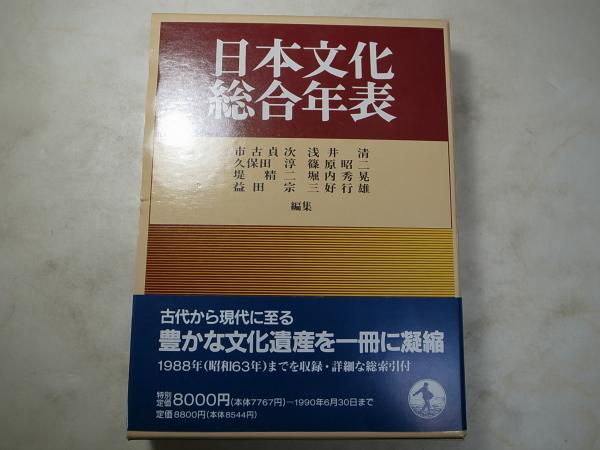 日本文化
総合年表
市古貞次 浅井清
久保田淳 篠原昭二
堤精二 堀内秀晃
益田宗 三好行雄
編集
古代から現代に至る
豊かな文化遺産を一冊に凝縮
1988年(昭和63年)までを収録・詳細な総索引付
特別定価8000円(本体7767円)—1990年6月30日まで
定価8800円(本体8544円)